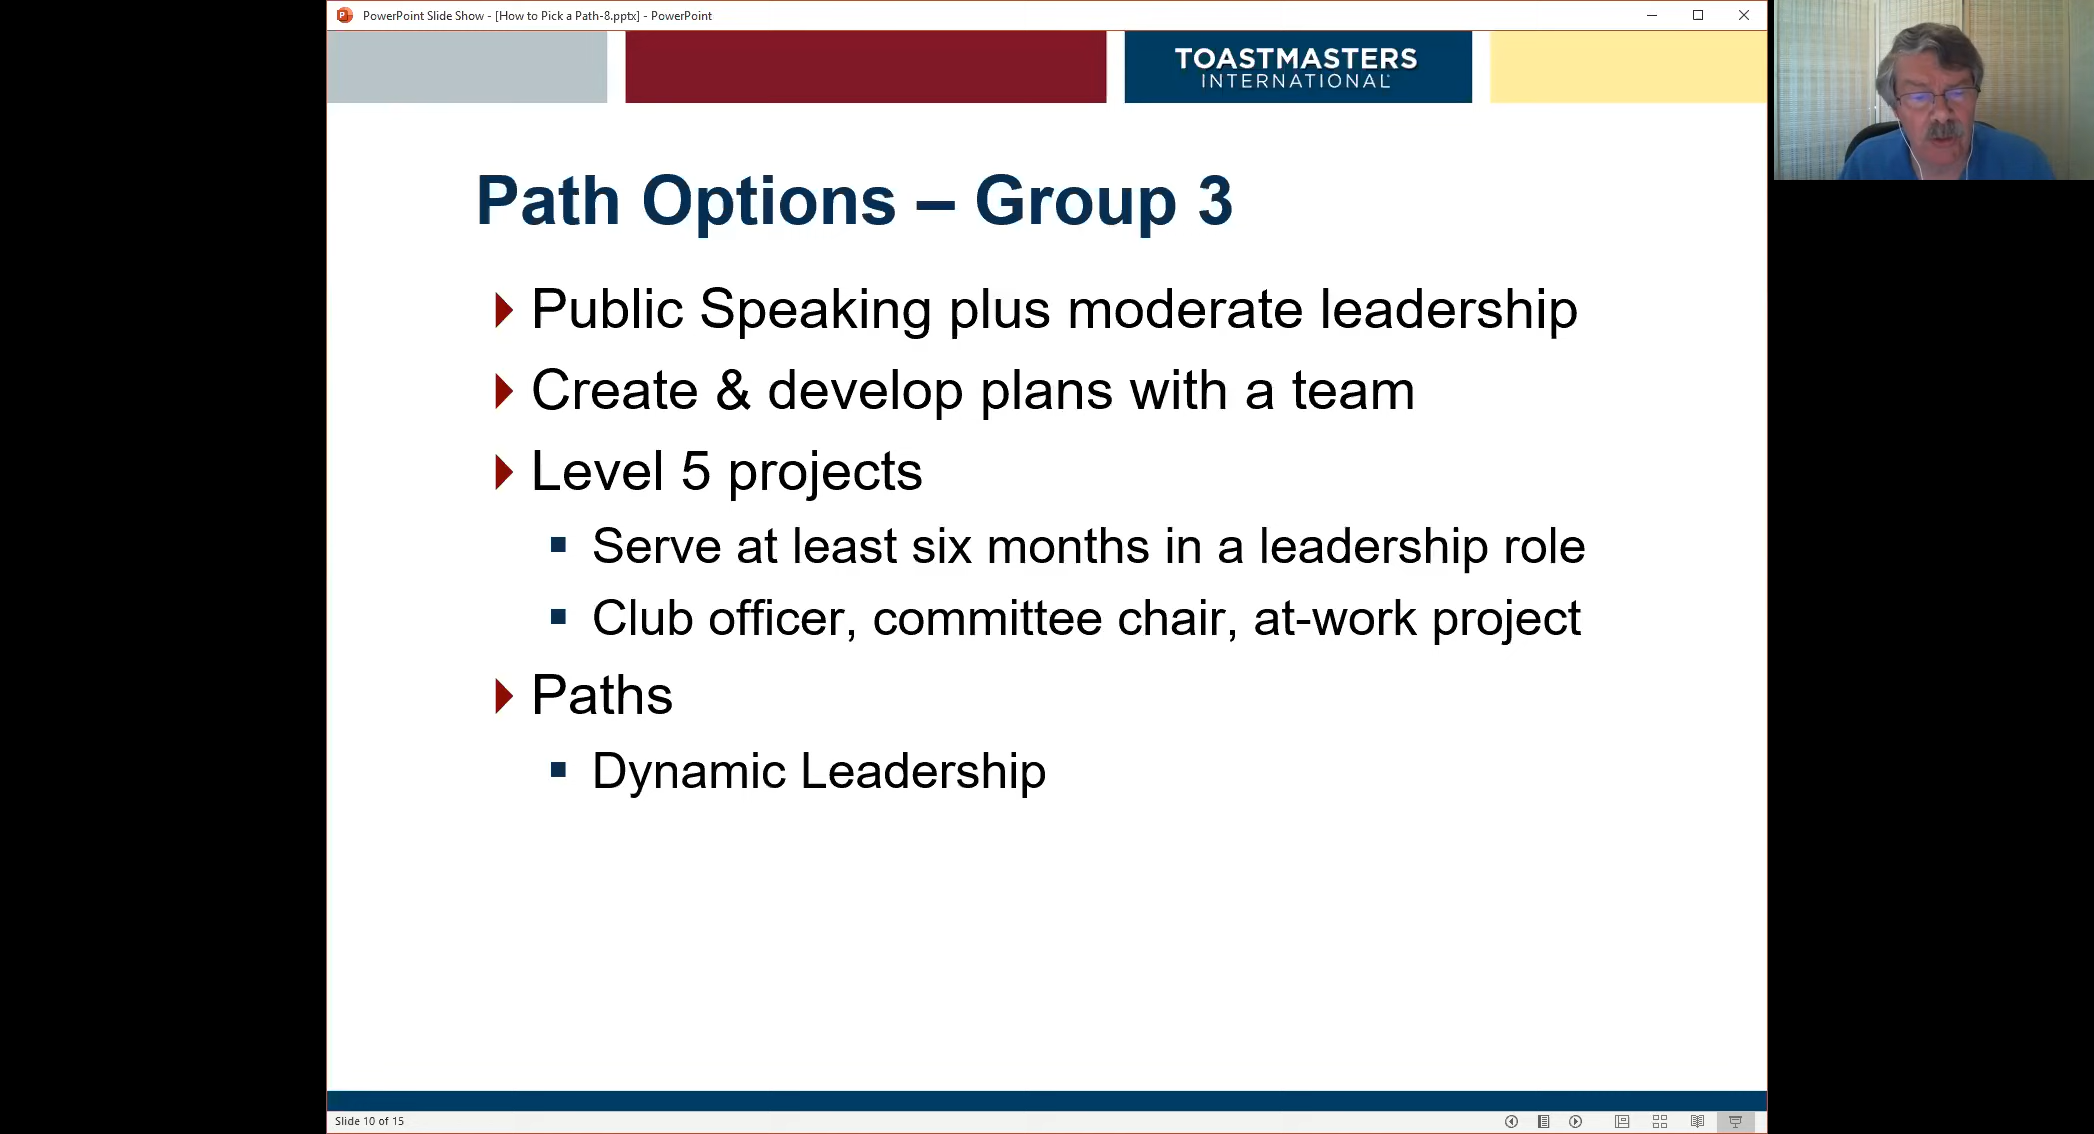 PowerPoint Slide Show - [How to Pick a Path-8.pptx] - PowerPoint
TOASTMASTERS
INTERNATIONAL
Path Options – Group 3
Public Speaking plus moderate leadership
Create & develop plans with a team
Level 5 projects
Serve at least six months in a leadership role
Club officer, committee chair, at-work project
Paths
Dynamic Leadership
Slide 10 of 15